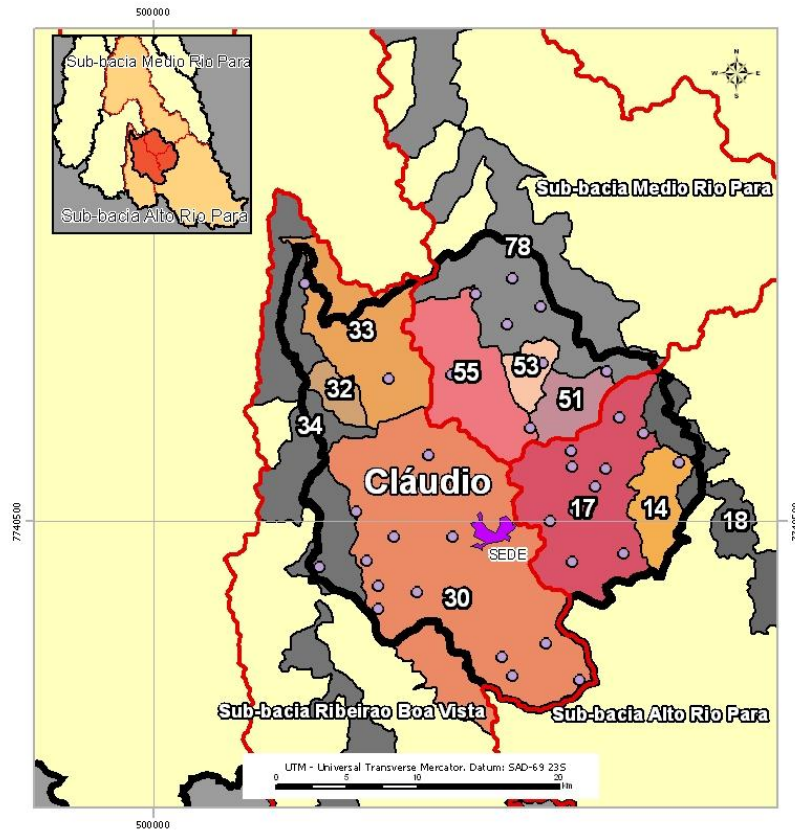 500000
Sub-bacia Medio Rio Para
Sub-bacia Alto Rio Para
N
W E
S
Sub-bacia Medio Rio Para
78
33
55
53
32
51
34
Cláudio
17
14
18
7740500
7740500
SEDE
30
Sub-bacia Ribeirao Boa Vista
Sub-bacia Alto Rio Para
UTM - Universal Transverse Mercator. Datum: SAD-69 23S
0 5 10 20
Km
500000